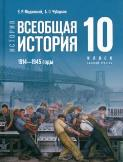 В. Р. Мединский, А. О. Чубарьян
ИСТОРИЯ
ВСЕОБЩАЯ
ИСТОРИЯ
1914—1945 годы
10
КЛАСС